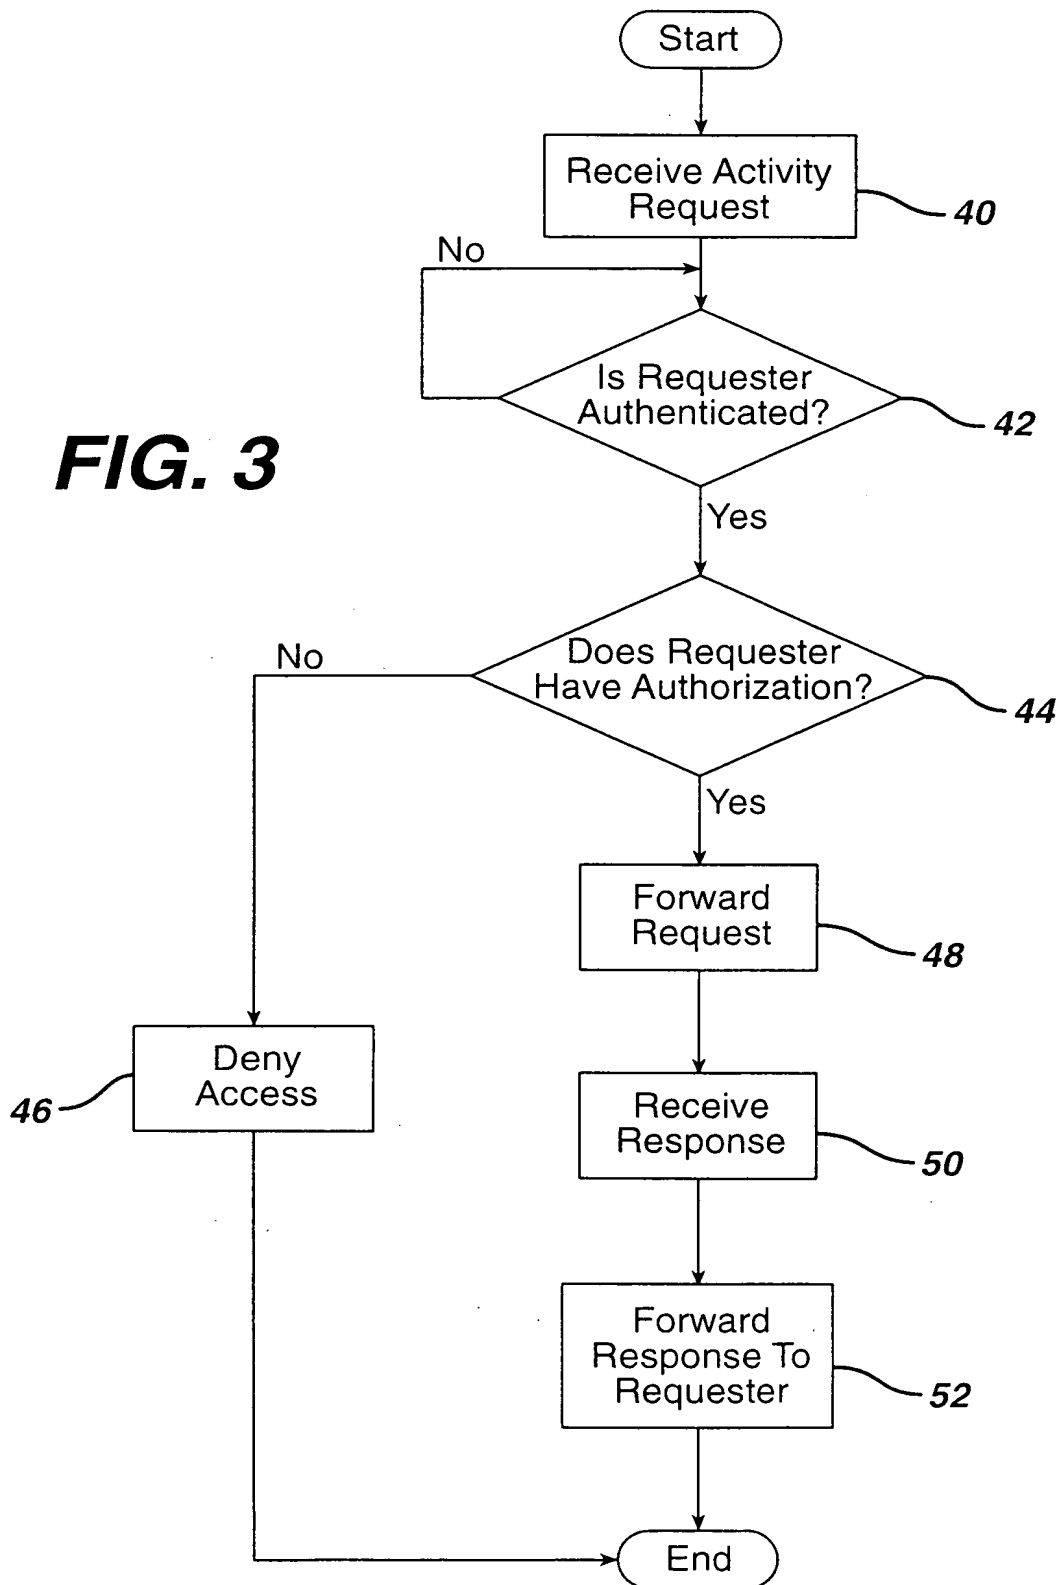 Start
Receive Activity
Request
40
No
Is Requester
Authenticated?
42
FIG. 3
Yes
Does Requester
Have Authorization?
No
44
Yes
Forward
Request
48
Deny
Access
46
Receive
Response
50
Forward
Response To
Requester
52
End